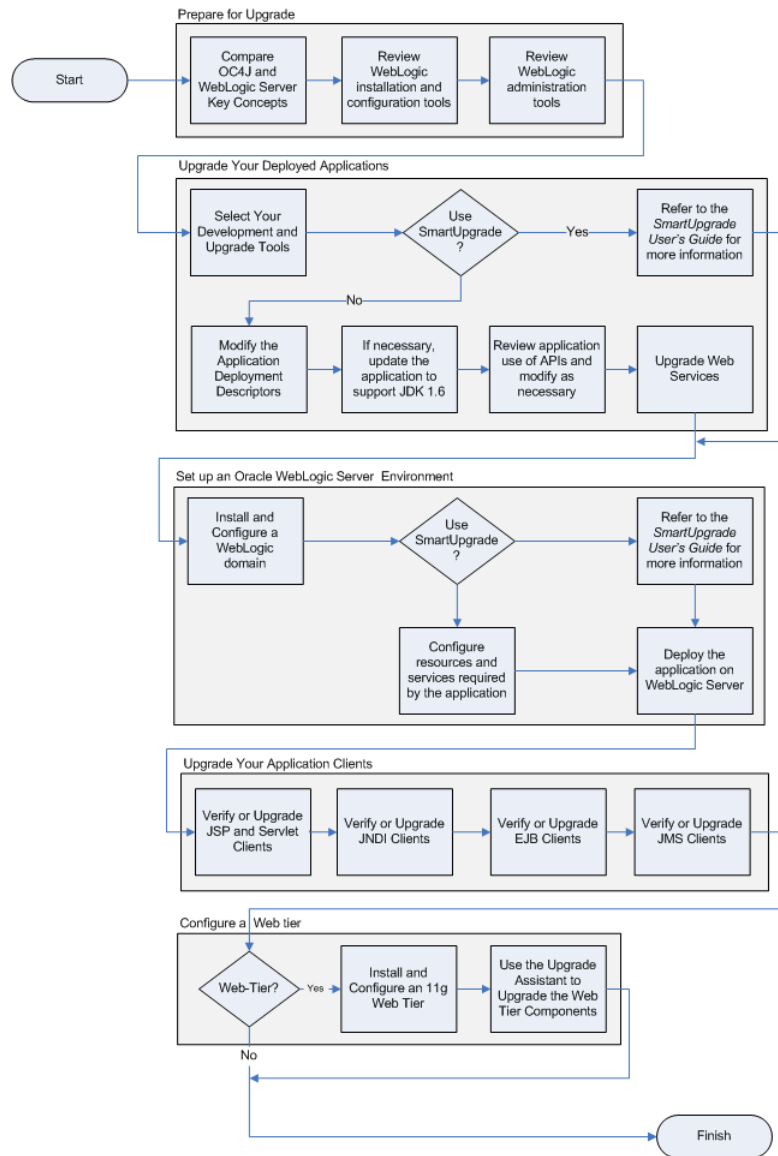 Prepare for Upgrade
Start
Compare
OC4J and
WebLogic Server
Key Concepts
Review
WebLogic
installation and
configuration tools
Review
WebLogic
administration
tools
Upgrade Your Deployed Applications
Select Your
Development and
Upgrade Tools
Use
SmartUpgrade
?
Yes
Refer to the
SmartUpgrade
User's Guide for
more information
No
Modify the
Application
Deployment
Descriptors
If necessary,
update the
application to
support JDK 1.6
Review application
use of APIs and
modify as
necessary
Upgrade Web
Services
Set up an Oracle WebLogic Server Environment
Install and
Configure a
WebLogic
domain
Use
SmartUpgrade
?
Refer to the
SmartUpgrade
User's Guide for
more information
Configure
resources and
services required
by the application
Deploy the
application on
WebLogic Server
Upgrade Your Application Clients
Verify or Upgrade
JSP and Servlet
Clients
Verify or Upgrade
JNDI Clients
Verify or Upgrade
EJB Clients
Verify or Upgrade
JMS Clients
Configure a Web tier
Web-Tier?
Yes
Install and
Configure an 11g
Web Tier
Use the Upgrade
Assistant to
Upgrade the Web
Tier Components
No
Finish